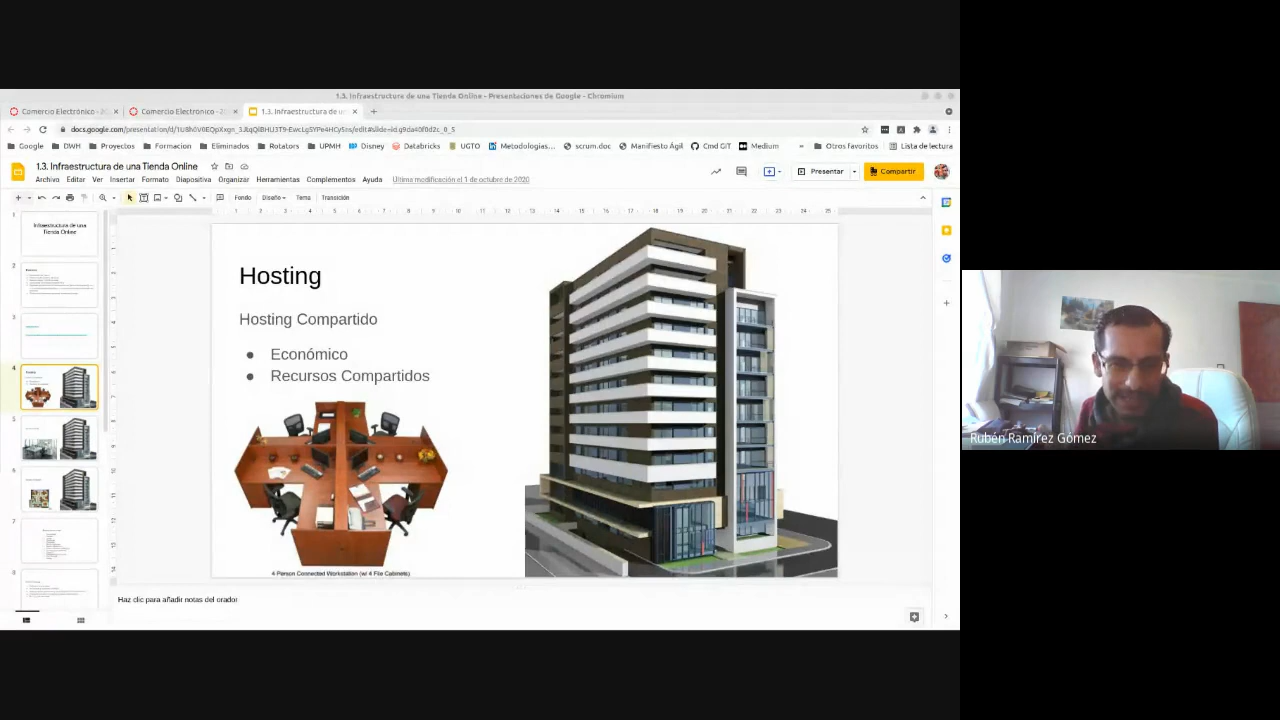 1.3. Infraestructura de una Tienda Online - Presentaciones de Google - Chromium
Comercio Electrónico - 20
Comercio Electrónico - 20
1.3. Infraestructura de un
Google
DWH
Proyectos
Formacion
Eliminados
Rotators
UPMH
Disney
Databricks
UGTO
Metodologías...
scrum.doc
Manifiesto Ágil
Cmd GIT
Medium
Otros favoritos
Lista de lectura
1.3. Infraestructura de una Tienda Online
Presentar
Compartir
Archivo Editar Ver Insertar Formato Diapositiva Organizar Herramientas Complementos Ayuda
Última modificación el 1 de octubre de 2020
Fondo Diseño Tema Transición
Infraestructura de una
Tienda Online
Hosting
Hosting Compartido
● Económico
● Recursos Compartidos
4 Person Connected Workstation (w/ 4 File Cabinets)
Haz clic para añadir notas del orador
Rubén Ramírez Gómez